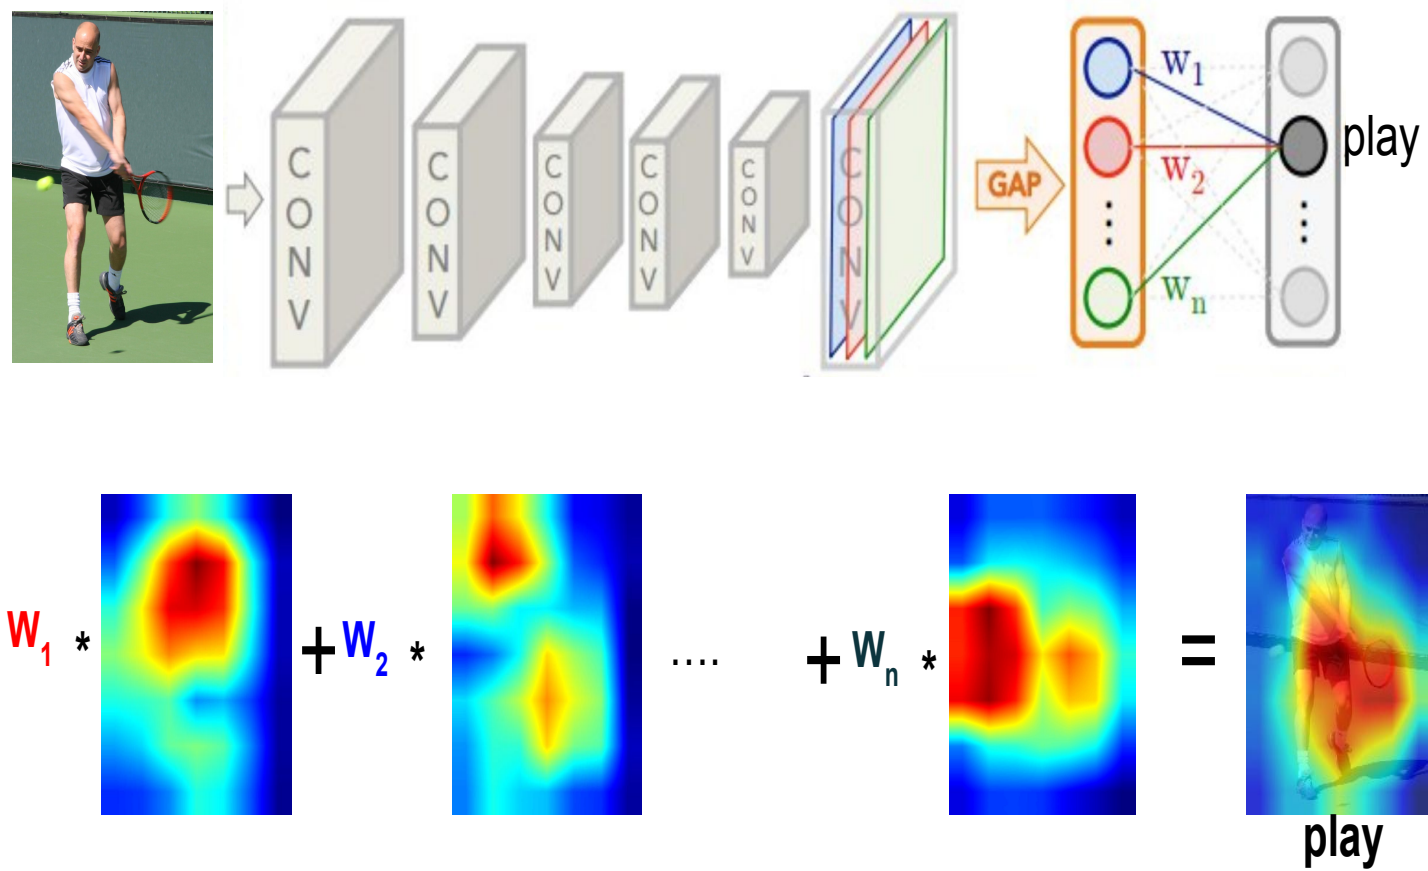 CONV
CONV
CONV
CONV
CONV
CONV
GAP
w1
w2
⋮
wn
⋮
play
W1 * + W2 * .... + Wn * =
play